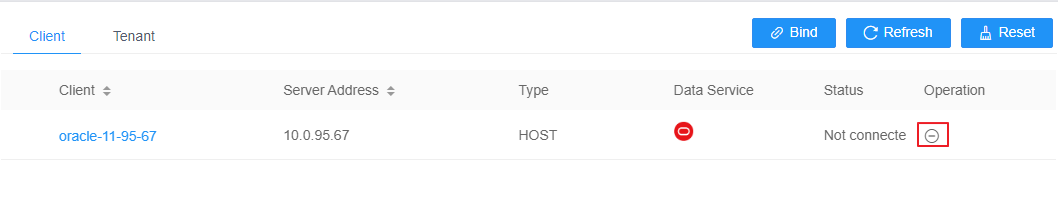 Client Tenant Bind Refresh Reset
Client Server Address Type Data Service Status Operation
oracle-11-95-67 10.0.95.67 HOST Not connecte